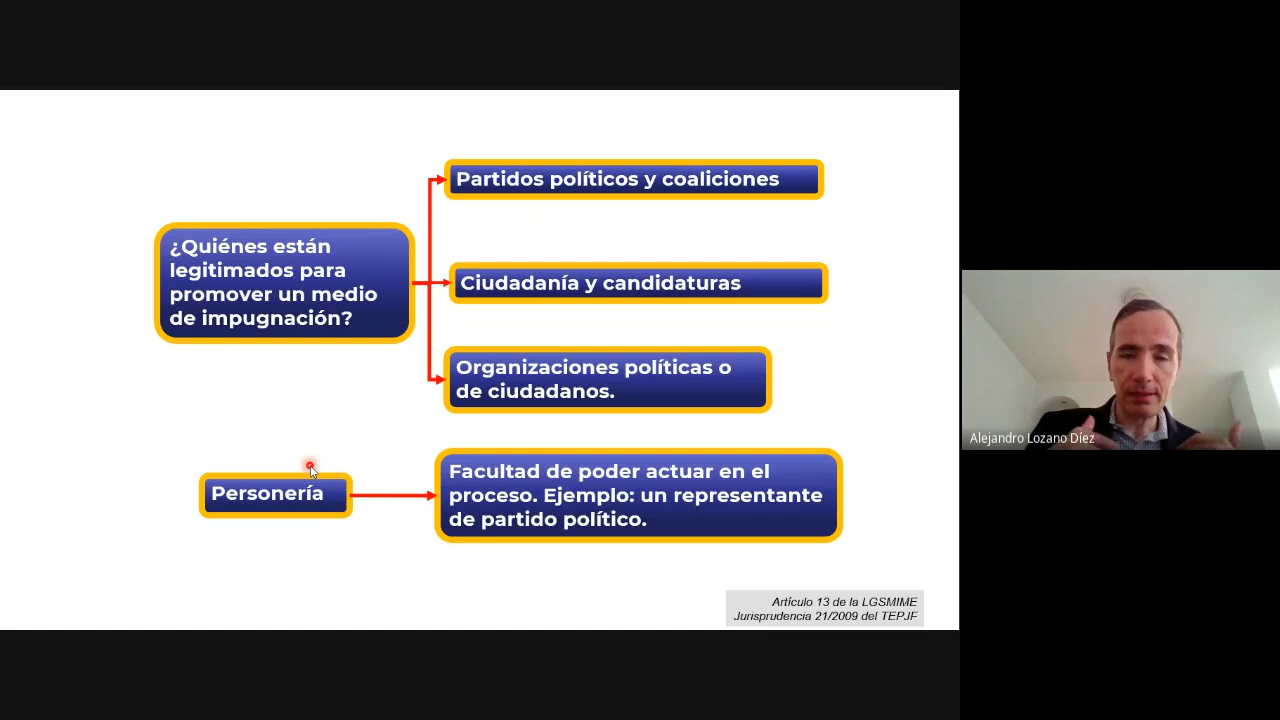 Partidos políticos y coaliciones
¿Quiénes están
legitimados para
promover un medio
de impugnación?
Ciudadanía y candidaturas
Organizaciones políticas o
de ciudadanos.
Personería
Facultad de poder actuar en el
proceso. Ejemplo: un representante
de partido político.
Artículo 13 de la LGSMIME
Jurisprudencia 21/2009 del TEPJF
Alejandro Lozano Díez